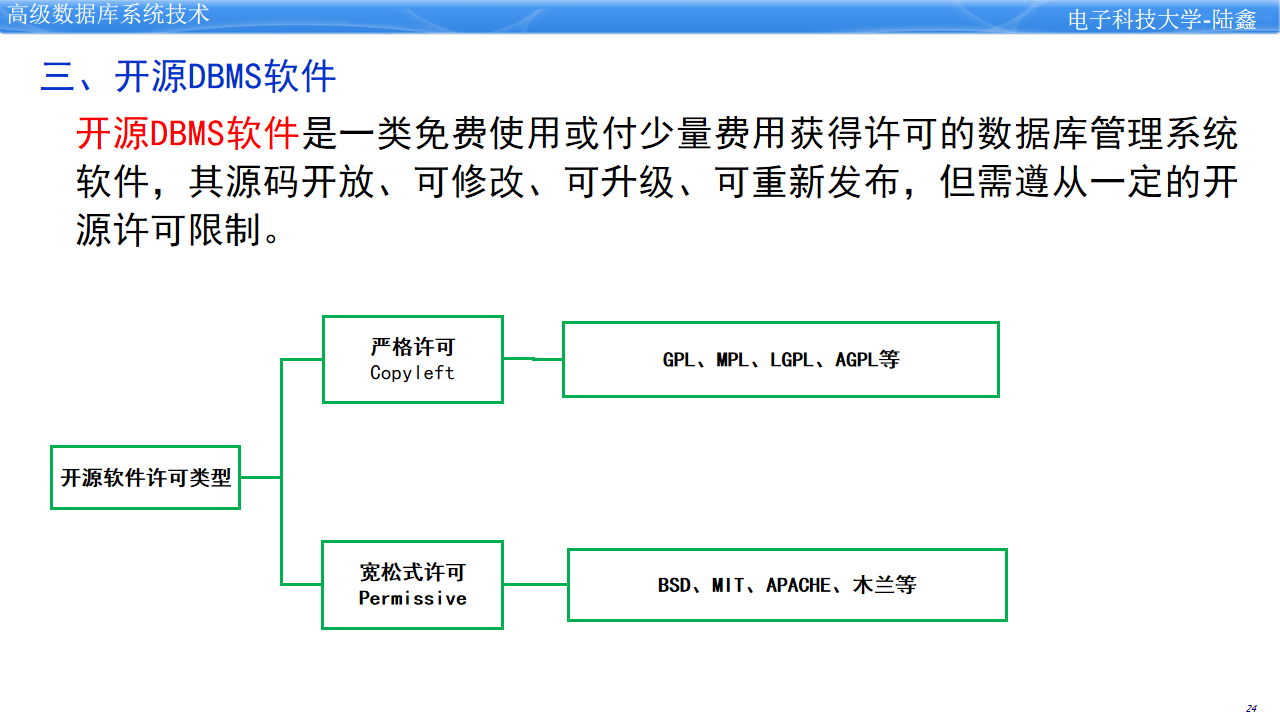 高级数据库系统技术
电子科技大学-陆鑫
三、开源DBMS软件
开源DBMS软件是一类免费使用或付少量费用获得许可的数据库管理系统
软件，其源码开放、可修改、可升级、可重新发布，但需遵从一定的开
源许可限制。
严格许可
Copyleft
GPL、MPL、LGPL、AGPL等
开源软件许可类型
宽松式许可
Permissive
BSD、MIT、APACHE、木兰等
24